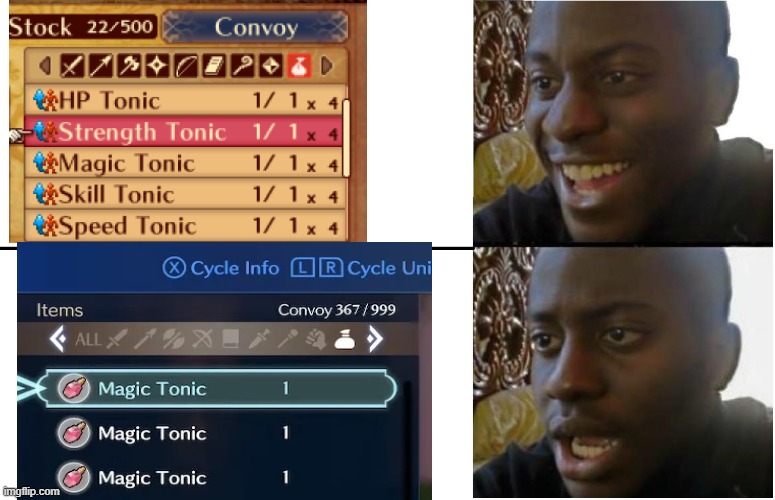 Stock 22/500 Convoy
HP Tonic 1/ 1 x 4
Strength Tonic 1/ 1 x 4
Magic Tonic 1/ 1 x 4
Skill Tonic 1/ 1 x 4
Speed Tonic 1/ 1 x 4
X Cycle Info L R Cycle Uni
Items Convoy 367/999
ALL
Magic Tonic 1
Magic Tonic 1
Magic Tonic 1
imgflip.com